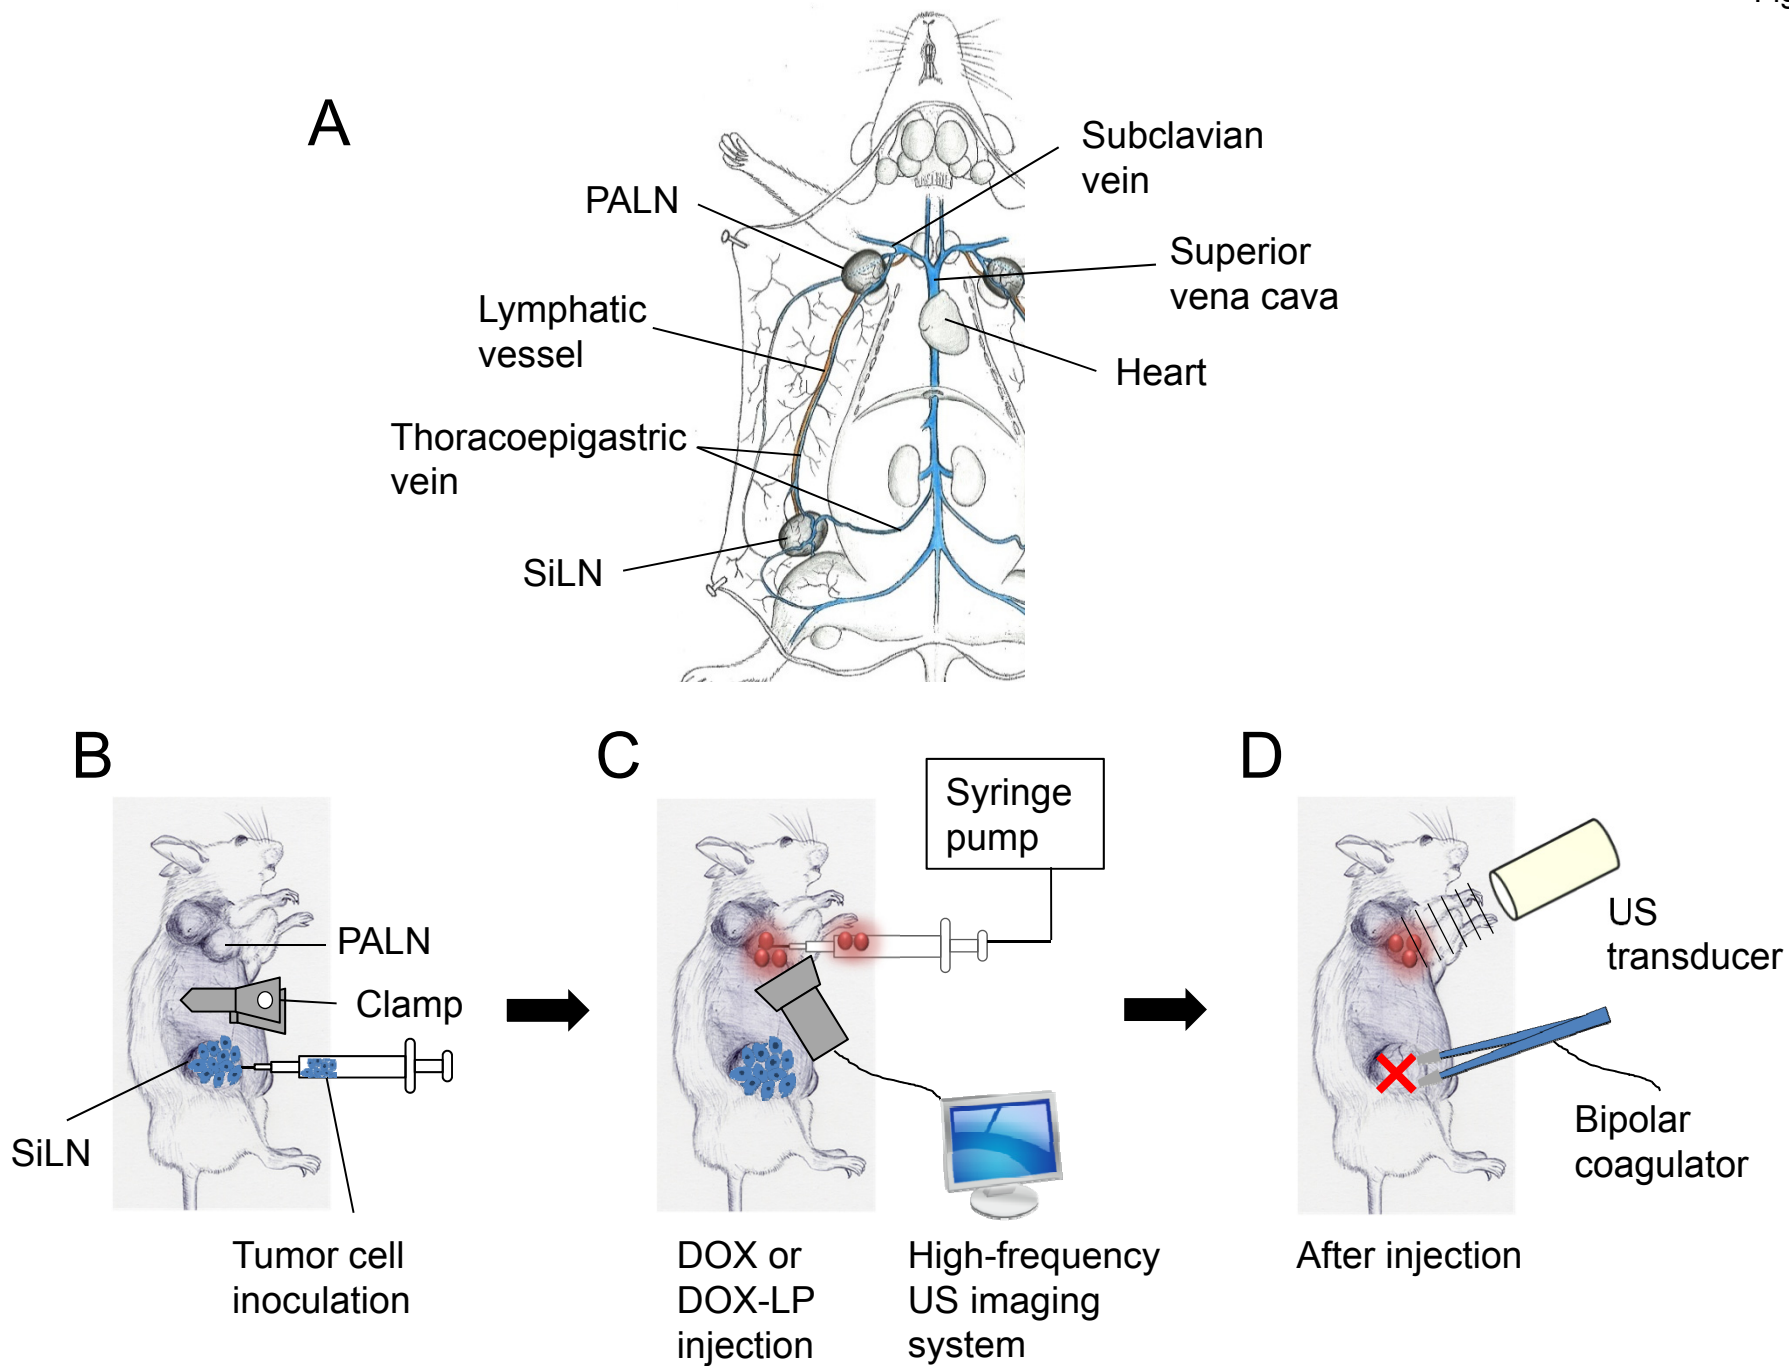 Fig
A
Subclavian
vein
PALN
Superior
vena cava
Lymphatic
vessel
Heart
Thoracoepigastric
vein
SiLN
B
C
D
Syringe
pump
PALN
Clamp
US
transducer
SiLN
Bipolar
coagulator
Tumor cell
inoculation
DOX or
DOX-LP
injection
High-frequency
US imaging
system
After injection